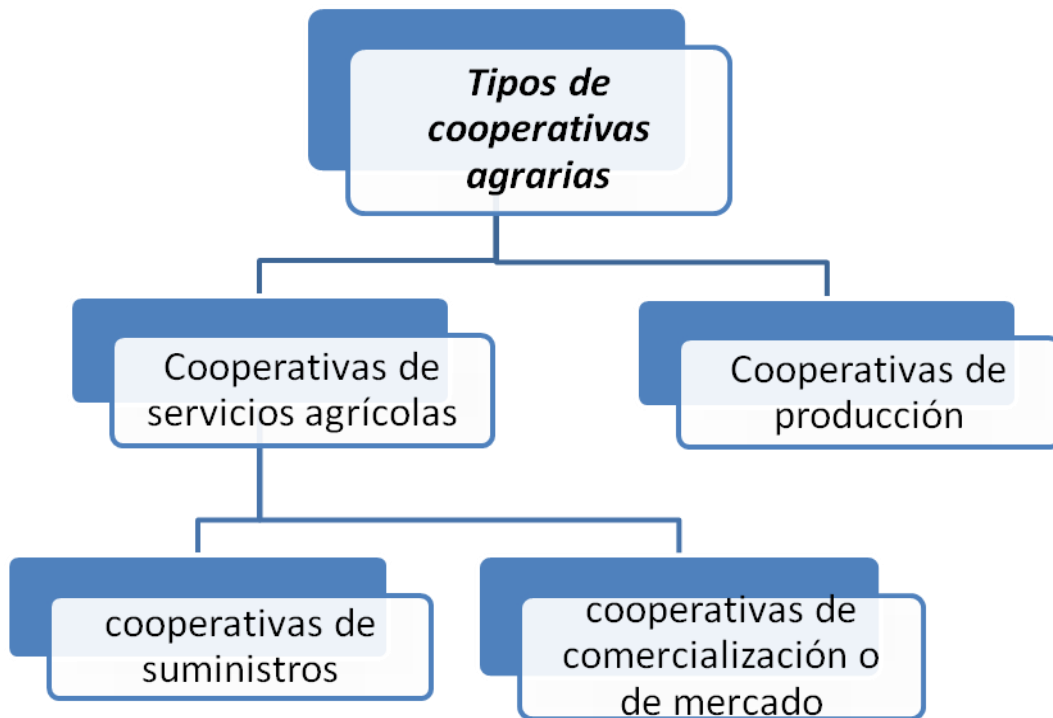 Tipos de
cooperativas
agrarias
Cooperativas de
servicios agrícolas
Cooperativas de
producción
cooperativas de
suministros
cooperativas de
comercialización o
de mercado